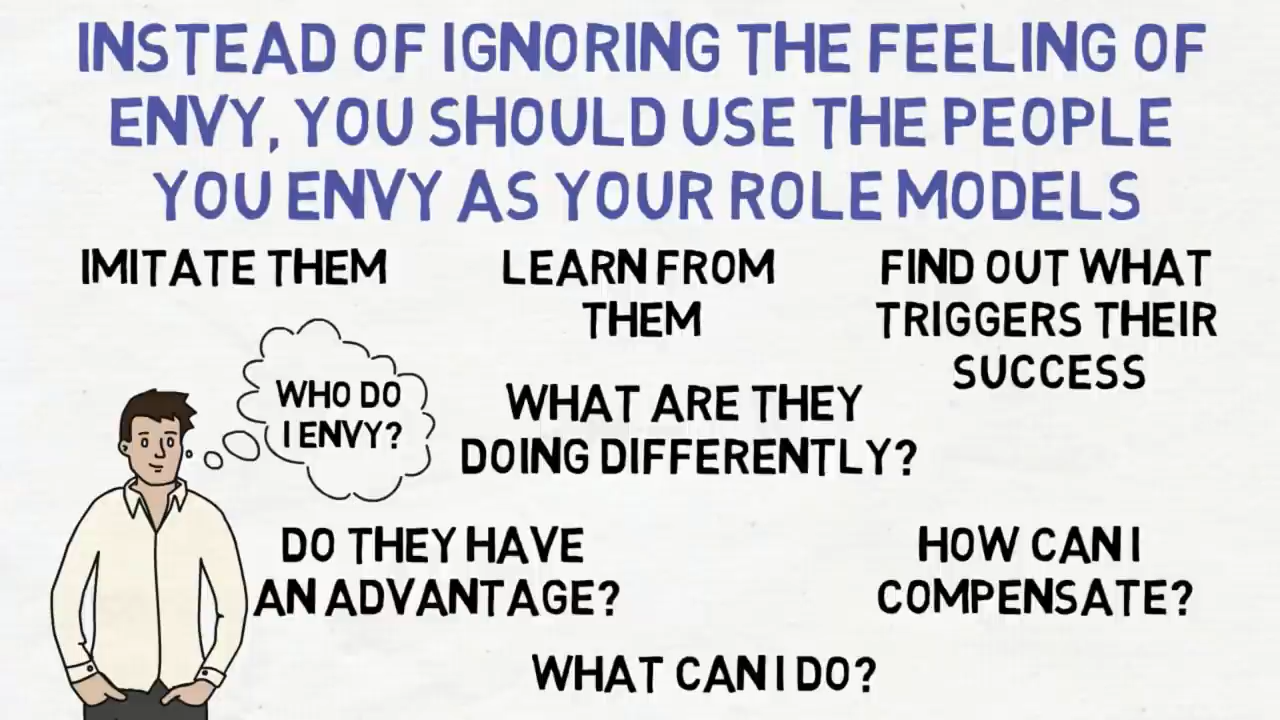 INSTEAD OF IGNORING THE FEELING OF
ENVY, YOU SHOULD USE THE PEOPLE
YOU ENVY AS YOUR ROLE MODELS
IMITATE THEM
LEARN FROM
THEM
FIND OUT WHAT
TRIGGERS THEIR
SUCCESS
WHO DO
I ENVY?
WHAT ARE THEY
DOING DIFFERENTLY?
DO THEY HAVE
AN ADVANTAGE?
HOW CAN I
COMPENSATE?
WHAT CAN I DO?